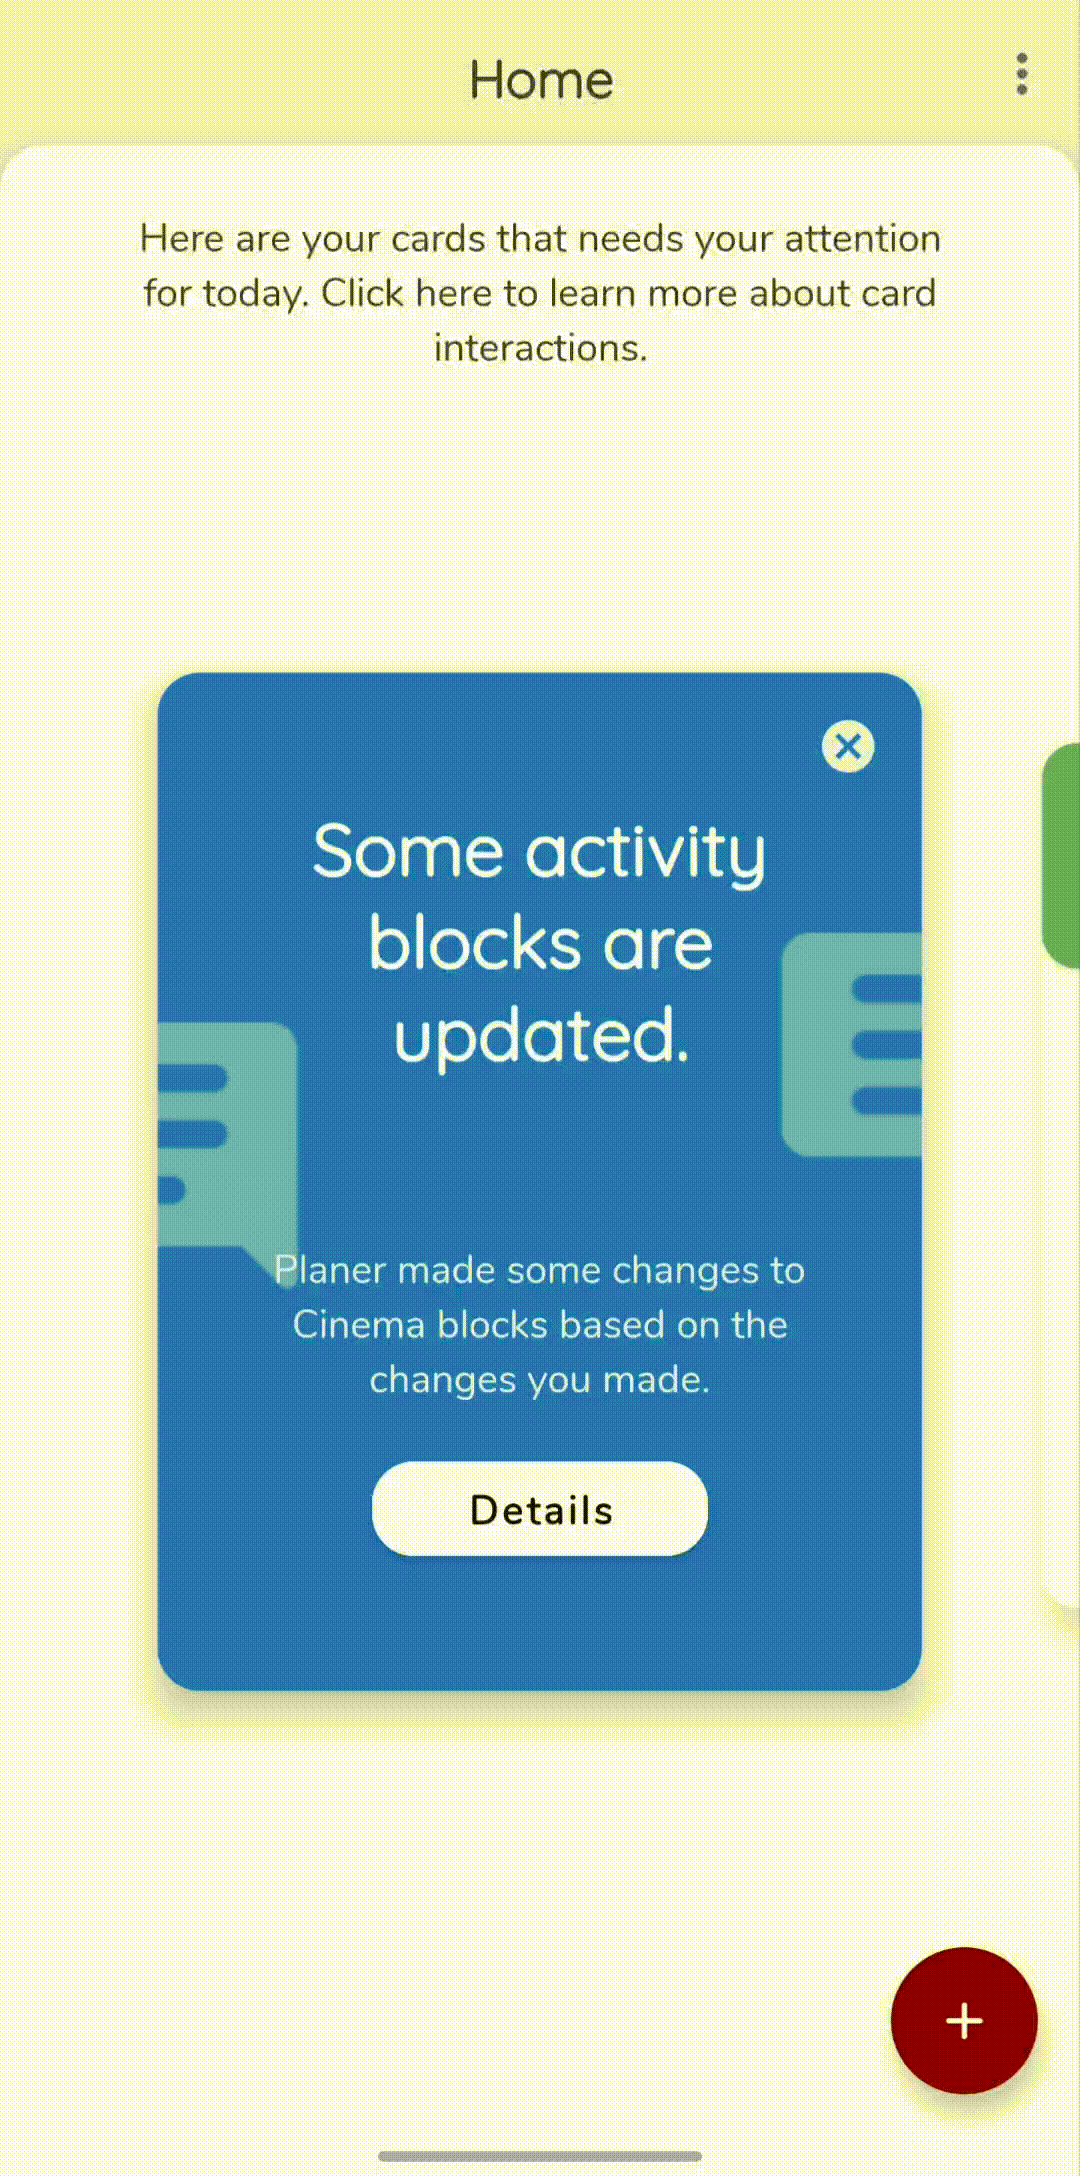 Home
Here are your cards that needs your attention
for today. Click here to learn more about card
interactions.
Some activity
blocks are
updated.
Planer made some changes to
Cinema blocks based on the
changes you made.
Details